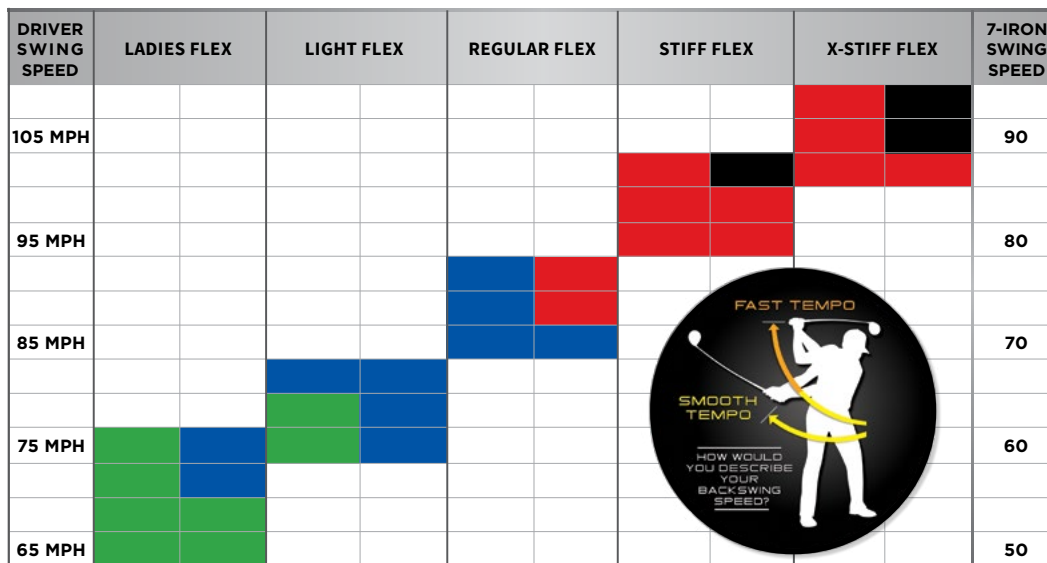 DRIVER
SWING
SPEED
LADIES FLEX
LIGHT FLEX
REGULAR FLEX
STIFF FLEX
X-STIFF FLEX
7-IRON
SWING
SPEED
105 MPH
90
95 MPH
80
85 MPH
70
75 MPH
60
65 MPH
50
FAST TEMPO
SMOOTH
TEMPO
HOW WOULD
YOU DESCRIBE
YOUR
BACKSWING
SPEED?